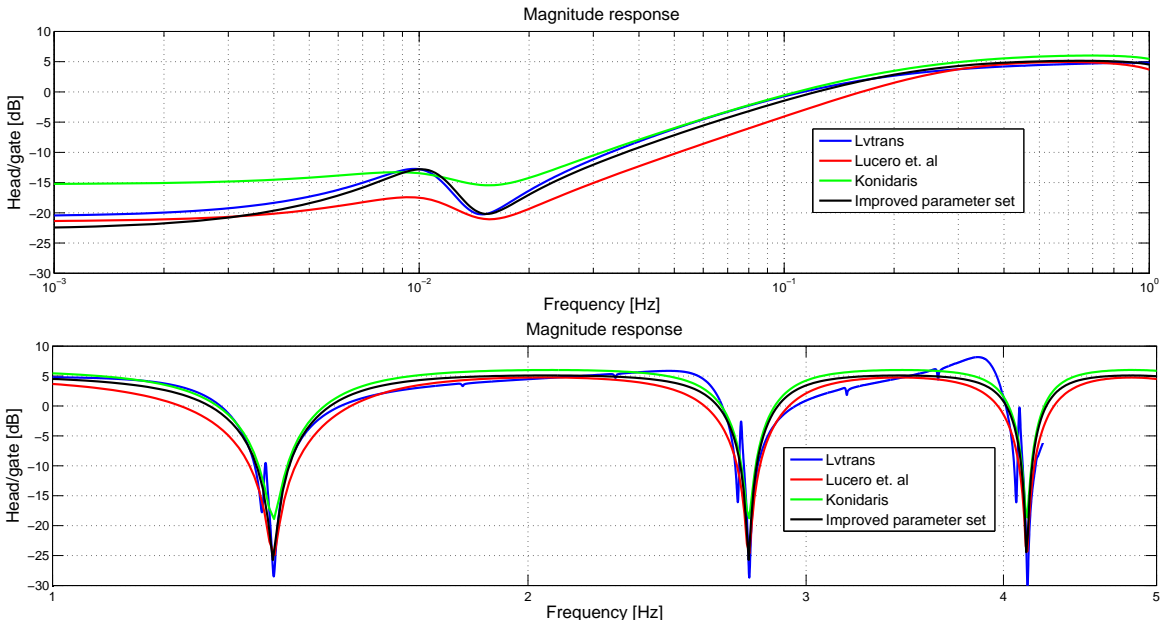 Magnitude response
Head/gate [dB]
10
5
0
−5
−10
−15
−20
−25
−30
Lvtrans
Lucero et. al
Konidaris
Improved parameter set
10−3
10−2
10−1
100
Frequency [Hz]
Magnitude response
Head/gate [dB]
10
5
0
−5
−10
−15
−20
−25
−30
Lvtrans
Lucero et. al
Konidaris
Improved parameter set
1
2
3
4
5
Frequency [Hz]